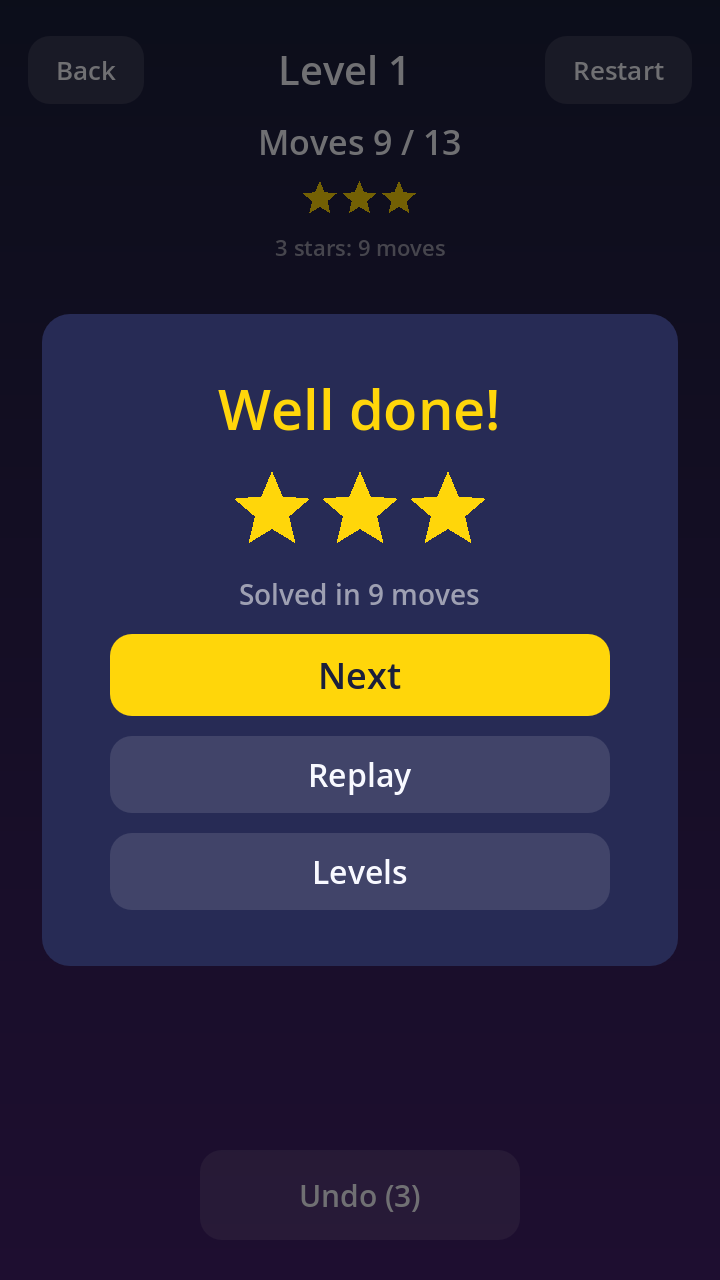 Back
Level 1
Restart
Moves 9 / 13
3 stars: 9 moves
Well done!
Solved in 9 moves
Next
Replay
Levels
Undo (3)